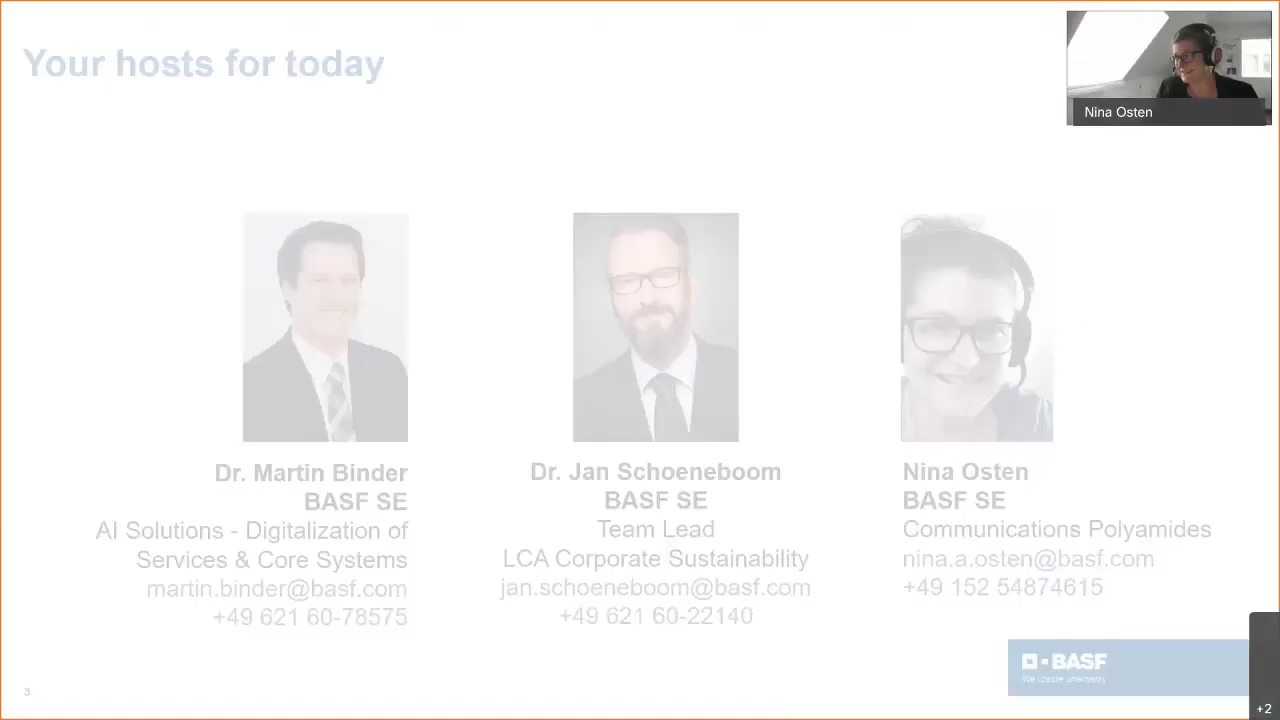 Your hosts for today
Nina Osten
Dr. Martin Binder
BASF SE
AI Solutions - Digitalization of
Services & Core Systems
martin.binder@basf.com
+49 621 60-78575
Dr. Jan Schoeneboom
BASF SE
Team Lead
LCA Corporate Sustainability
jan.schoeneboom@basf.com
+49 621 60-22140
Nina Osten
BASF SE
Communications Polyamides
nina.a.osten@basf.com
+49 152 54874615
BASF
We create chemistry
3
+2